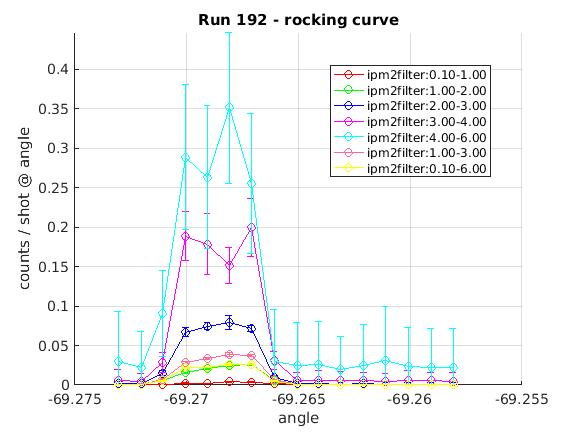 Run 192 - rocking curve
counts / shot @ angle
0.4
0.35
0.3
0.25
0.2
0.15
0.1
0.05
0
ipm2filter:0.10-1.00
ipm2filter:1.00-2.00
ipm2filter:2.00-3.00
ipm2filter:3.00-4.00
ipm2filter:4.00-6.00
ipm2filter:1.00-3.00
ipm2filter:0.10-6.00
-69.275 -69.27 -69.265 -69.26 -69.255
angle